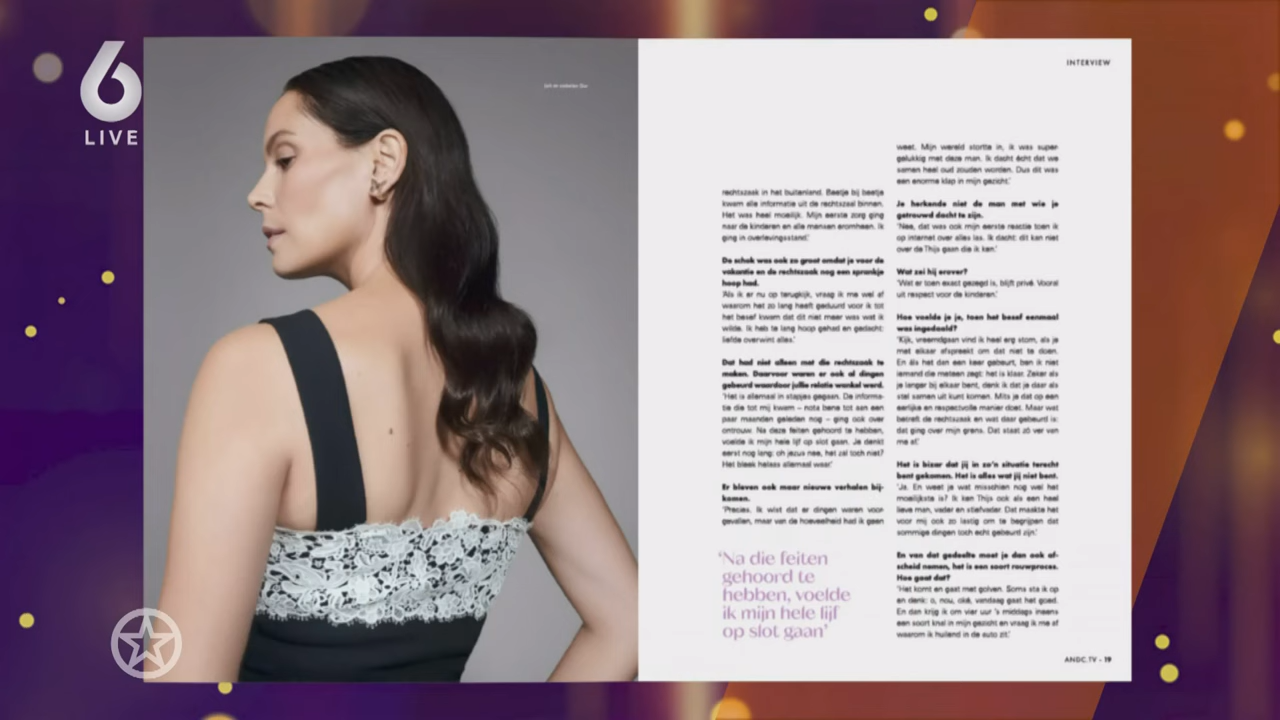 6
LIVE
INTERVIEW
rechtszaak in het buitenland. Beetje bij beetje
kwam alle informatie uit de rechtszaal binnen.
Het was heel moeilijk. Mijn eerste zorg ging
naar de kinderen en alle mensen eromheen. Ik
ging in overlevingsstand.'
De schok was ook zo groot omdat je voor de
vakantie en de rechtszaak nog een sprankje
hoop had.
'Als ik er nu op terugkijk, vraag ik me wel af
waarom het zo lang heeft geduurd voor ik tot
het besef kwam dat dit niet meer was wat ik
wilde. Ik heb te lang hoop gehad en gedacht:
liefde overwint alles.'
Dat had niet alleen met die rechtszaak te
maken. Daarvoor waren er ook al dingen
gebeurd waardoor jullie relatie wankel werd.
'Het is allemaal in stapjes gegaan. De informa-
tie die tot mij kwam – nota bene tot aan een
paar maanden geleden nog – ging ook over
ontrouw. Na deze feiten gehoord te hebben,
voelde ik mijn hele lijf op slot gaan. Je denkt
eerst nog lang: oh jezus nee, het zal toch niet?
Het bleek helaas allemaal waar.'
Er bleven ook maar nieuwe verhalen bij-
komen.
'Precies. Ik wist dat er dingen waren voor-
gevallen, maar van de hoeveelheid had ik geen
'Na die feiten
gehoord te
hebben, voelde
ik mijn hele lijf
op slot gaan'
weet. Mijn wereld stortte in, ik was super-
gelukkig met deze man. Ik dacht écht dat we
samen heel oud zouden worden. Dus dit was
een enorme klap in mijn gezicht.'
Je herkende niet de man met wie je
getrouwd dacht te zijn.
'Nee, dat was ook mijn eerste reactie toen ik
op internet over alles las. Ik dacht: dit kan niet
over de Thijs gaan die ik ken.'
Wat zei hij erover?
'Wat er toen exact gezegd is, blijft privé. Vooral
uit respect voor de kinderen.'
Hoe voelde je je, toen het besef eenmaal
was ingedaald?
'Kijk, vreemdgaan vind ik heel erg stom, als je
met elkaar afspreekt om dat niet te doen.
En áls het dan een keer gebeurt, ben ik niet
iemand die meteen zegt: het is klaar. Zeker als
je langer bij elkaar bent, denk ik dat je daar als
stel samen uit kunt komen. Mits je dat op een
eerlijke en respectvolle manier doet. Maar wat
betreft de rechtszaak en wat daar gebeurd is:
dat ging over mijn grens. Dat staat zó ver van
me af.'
Het is bizar dat jij in zo'n situatie terecht
bent gekomen. Het is alles wat jij niet bent.
'Ja. En weet je wat misschien nog wel het
moeilijkste is? Ik ken Thijs ook als een heel
lieve man, vader en stiefvader. Dat maakte het
voor mij ook zo lastig om te begrijpen dat
sommige dingen toch echt gebeurd zijn.'
En van dat gedeelte moet je dan ook af-
scheid nemen, het is een soort rouwproces.
Hoe gaat dat?
'Het komt en gaat met golven. Soms sta ik op
en denk: o, nou, oké, vandaag gaat het goed.
En dan krijg ik om vier uur 's middags ineens
een soort knal in mijn gezicht en vraag ik me af
waarom ik huilend in de auto zit.'
ANDC.TV - 19